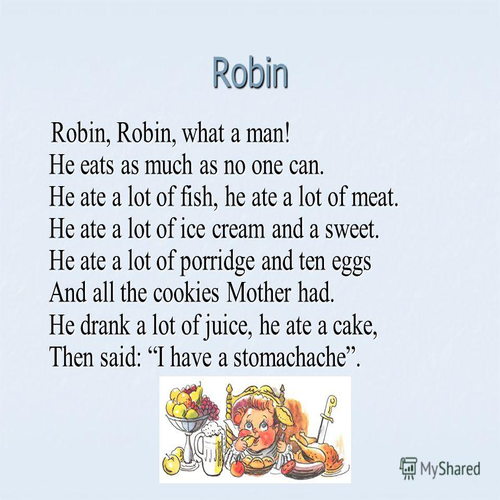 Robin
Robin, Robin, what a man!
He eats as much as no one can.
He ate a lot of fish, he ate a lot of meat.
He ate a lot of ice cream and a sweet.
He ate a lot of porridge and ten eggs
And all the cookies Mother had.
He drank a lot of juice, he ate a cake,
Then said: “I have a stomachache”.
MyShared